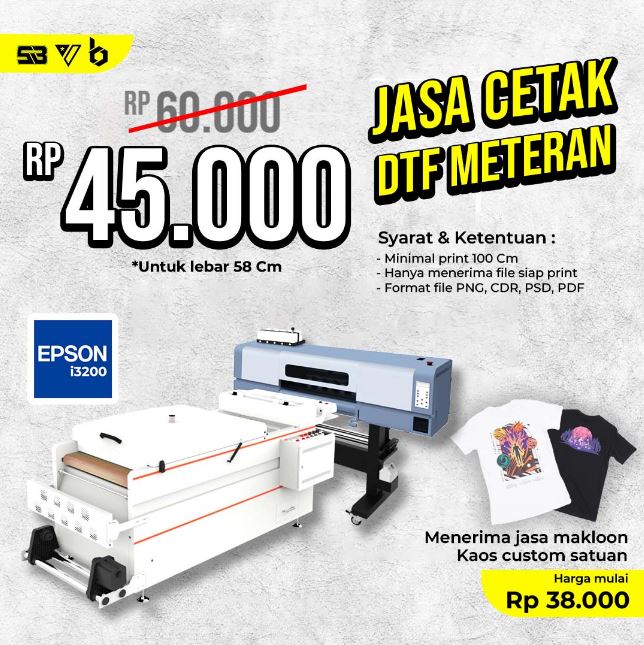 SB
RP 60.000
RP 45.000
*Untuk lebar 58 Cm
JASA CETAK
DTF METERAN
Syarat & Ketentuan :
- Minimal print 100 Cm
- Hanya menerima file siap print
- Format file PNG, CDR, PSD, PDF
EPSON
i3200
Menerima jasa makloon
Kaos custom satuan
Harga mulai
Rp 38.000